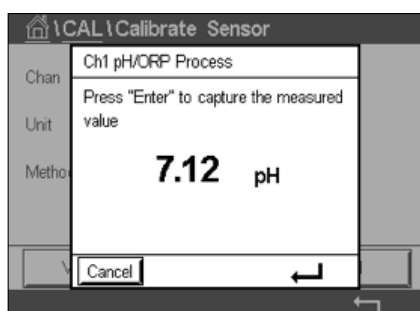 \CAL\Calibrate Sensor
Ch1 pH/ORP Process
Chan
Press "Enter" to capture the measured
Unit
value
Metho
7.12 pH
Cancel